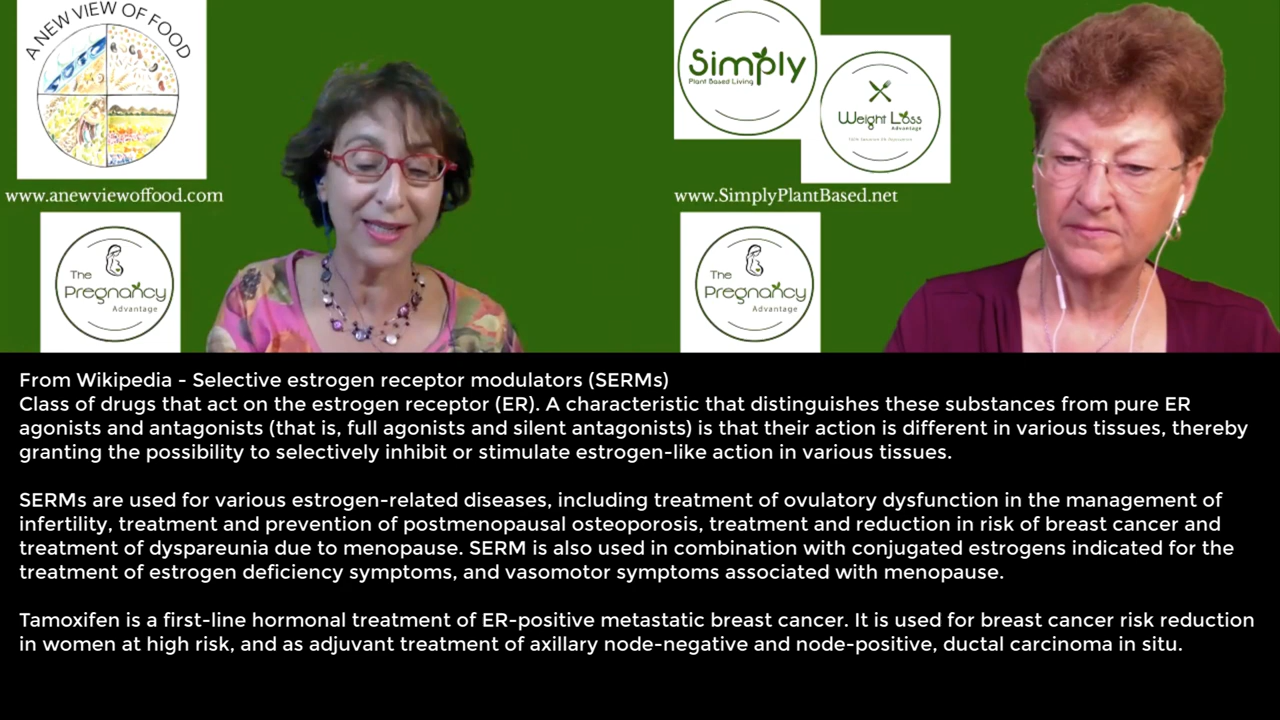 A NEW VIEW OF FOOD
www.anewviewoffood.com
The
Pregnancy
Advantage
Simply
Plant Based Living
Weight Loss
Advantage
www.SimplyPlantBased.net
The
Pregnancy
Advantage
From Wikipedia - Selective estrogen receptor modulators (SERMs)
Class of drugs that act on the estrogen receptor (ER). A characteristic that distinguishes these substances from pure ER
agonists and antagonists (that is, full agonists and silent antagonists) is that their action is different in various tissues, thereby
granting the possibility to selectively inhibit or stimulate estrogen-like action in various tissues.
SERMs are used for various estrogen-related diseases, including treatment of ovulatory dysfunction in the management of
infertility, treatment and prevention of postmenopausal osteoporosis, treatment and reduction in risk of breast cancer and
treatment of dyspareunia due to menopause. SERM is also used in combination with conjugated estrogens indicated for the
treatment of estrogen deficiency symptoms, and vasomotor symptoms associated with menopause.
Tamoxifen is a first-line hormonal treatment of ER-positive metastatic breast cancer. It is used for breast cancer risk reduction
in women at high risk, and as adjuvant treatment of axillary node-negative and node-positive, ductal carcinoma in situ.